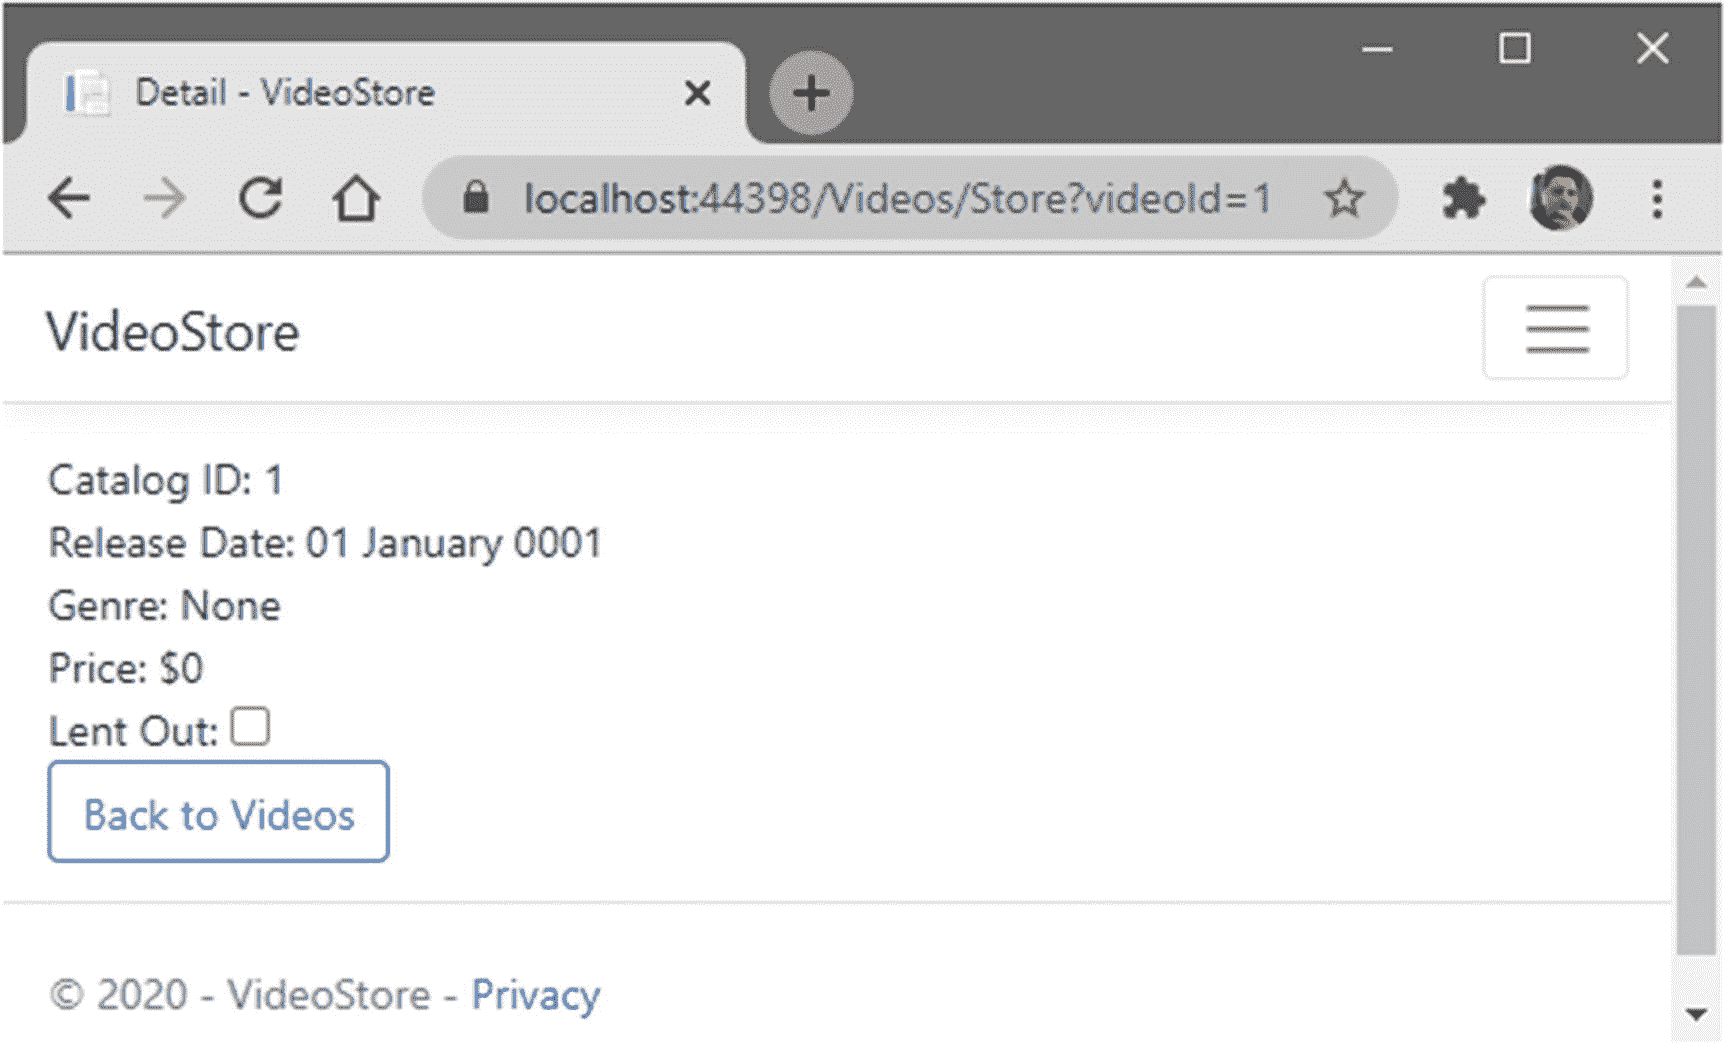 Detail - VideoStore
localhost:44398/Videos/Store?videoId=1
VideoStore
Catalog ID: 1
Release Date: 01 January 0001
Genre: None
Price: $0
Lent Out:
Back to Videos
© 2020 - VideoStore - Privacy